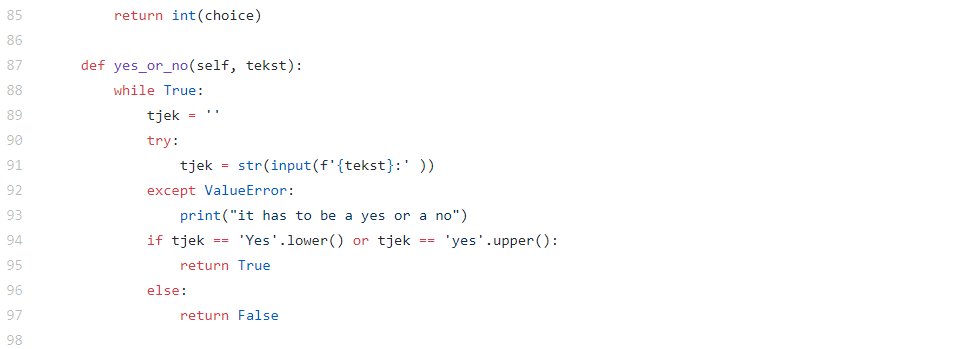 85          return int(choice)
86
87      def yes_or_no(self, tekst):
88          while True:
89              tjek = ''
90              try:
91                  tjek = str(input(f'{tekst}:' ))
92              except ValueError:
93                  print("it has to be a yes or a no")
94              if tjek == 'Yes'.lower() or tjek == 'yes'.upper():
95                  return True
96              else:
97                  return False
98